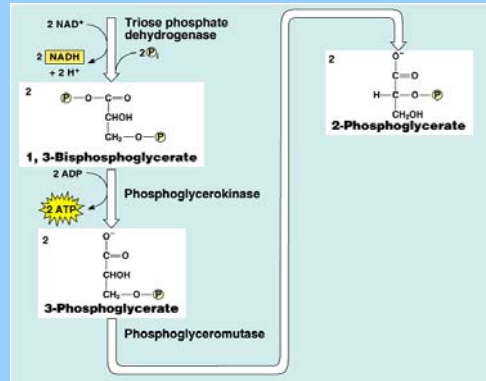 2 NAD⁺
Triose phosphate
dehydrogenase
2 NADH
+ 2 H⁺
2 Pᵢ
2
P—O—C=O
CHOH
CH₂—O—P
1, 3-Bisphosphoglycerate
2 ADP
Phosphoglycerokinase
2 ATP
2
O⁻
C=O
CHOH
CH₂—O—P
3-Phosphoglycerate
Phosphoglyceromutase
2
O⁻
C=O
H—C—O—P
CH₂OH
2-Phosphoglycerate